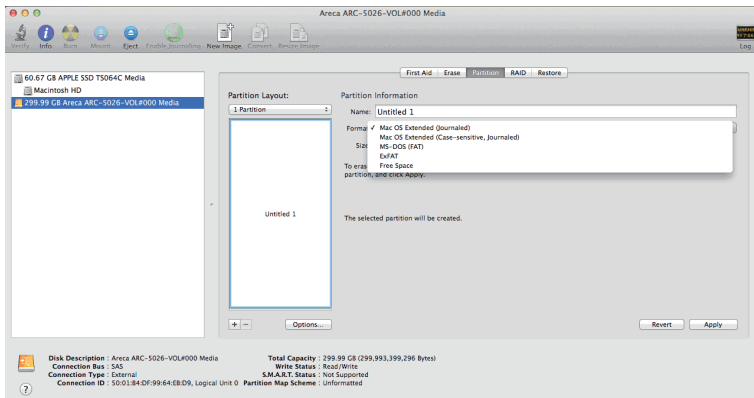 Areca ARC-5026-VOL#000 Media
Verify Info Burn Mount Eject Enable Journaling New Image Convert Resize Image Log
60.67 GB APPLE SSD TS064C Media
Macintosh HD
299.99 GB Areca ARC-5026-VOL#000 Media
First Aid Erase Partition RAID Restore
Partition Layout:
1 Partition
Untitled 1
+ − Options...
Partition Information
Name: Untitled 1
Forma ✓ Mac OS Extended (Journaled)
Mac OS Extended (Case-sensitive, Journaled)
MS-DOS (FAT)
ExFAT
Free Space
Size
To eras
partition, and click Apply.
The selected partition will be created.
Revert Apply
Disk Description : Areca ARC-5026-VOL#000 Media
Connection Bus : SAS
Connection Type : External
Connection ID : 50:01:B4:DF:99:64:EB:D9, Logical Unit 0
Total Capacity : 299.99 GB (299,993,399,296 Bytes)
Write Status : Read/Write
S.M.A.R.T. Status : Not Supported
Partition Map Scheme : Unformatted
?